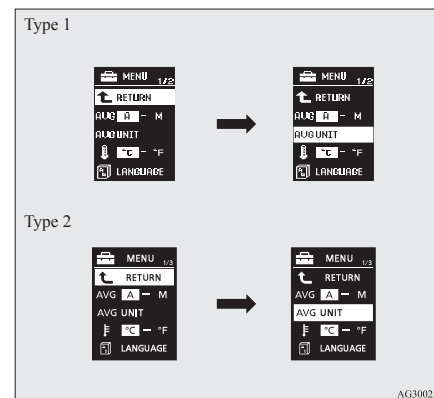 Type 1
MENU 1/2
RETURN
AVG A – M
AVG UNIT
°C – °F
LANGUAGE
MENU 1/2
RETURN
AVG A – M
AVG UNIT
°C – °F
LANGUAGE
Type 2
MENU 1/3
RETURN
AVG A – M
AVG UNIT
°C – °F
LANGUAGE
MENU 1/3
RETURN
AVG A – M
AVG UNIT
°C – °F
LANGUAGE
AG3002